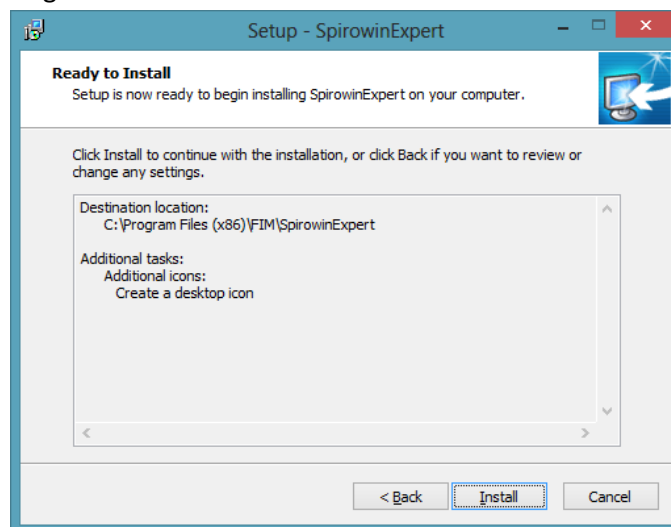 Setup - SpirowinExpert
Ready to Install
Setup is now ready to begin installing SpirowinExpert on your computer.
Click Install to continue with the installation, or click Back if you want to review or
change any settings.
Destination location:
C:\Program Files (x86)\FIM\SpirowinExpert
Additional tasks:
Additional icons:
Create a desktop icon
< Back
Install
Cancel